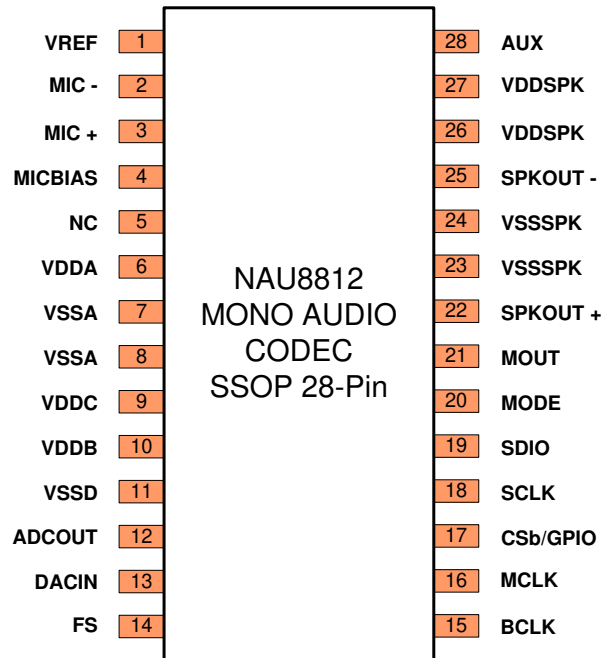 VREF 1 28 AUX
MIC - 2 27 VDDSPK
MIC + 3 26 VDDSPK
MICBIAS 4 25 SPKOUT -
NC 5 24 VSSSPK
VDDA 6 23 VSSSPK
VSSA 7 22 SPKOUT +
VSSA 8 21 MOUT
VDDC 9 20 MODE
VDDB 10 19 SDIO
VSSD 11 18 SCLK
ADCOUT 12 17 CSb/GPIO
DACIN 13 16 MCLK
FS 14 15 BCLK
NAU8812
MONO AUDIO
CODEC
SSOP 28-Pin